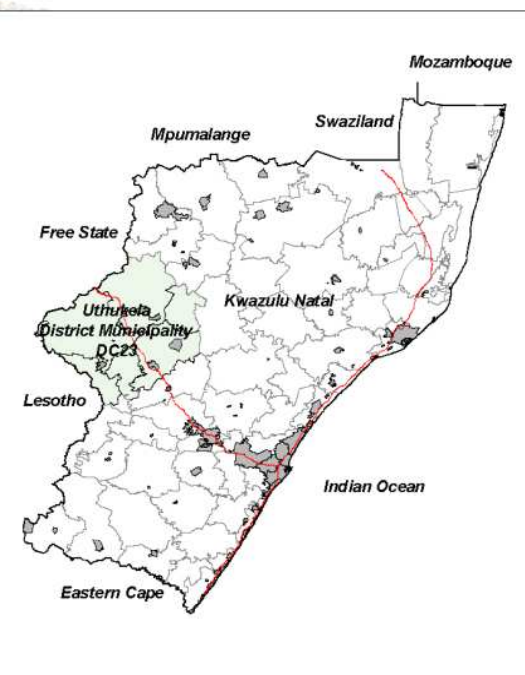 Mozamboque
Swaziland
Mpumalange
Free State
Kwazulu Natal
Uthukela
District Municipality
DC23
Lesotho
Indian Ocean
Eastern Cape